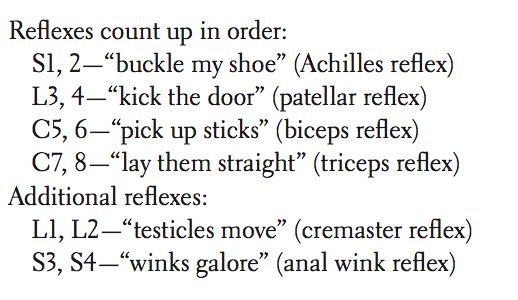 Reflexes count up in order:
S1, 2—“buckle my shoe” (Achilles reflex)
L3, 4—“kick the door” (patellar reflex)
C5, 6—“pick up sticks” (biceps reflex)
C7, 8—“lay them straight” (triceps reflex)
Additional reflexes:
L1, L2—“testicles move” (cremaster reflex)
S3, S4—“winks galore” (anal wink reflex)